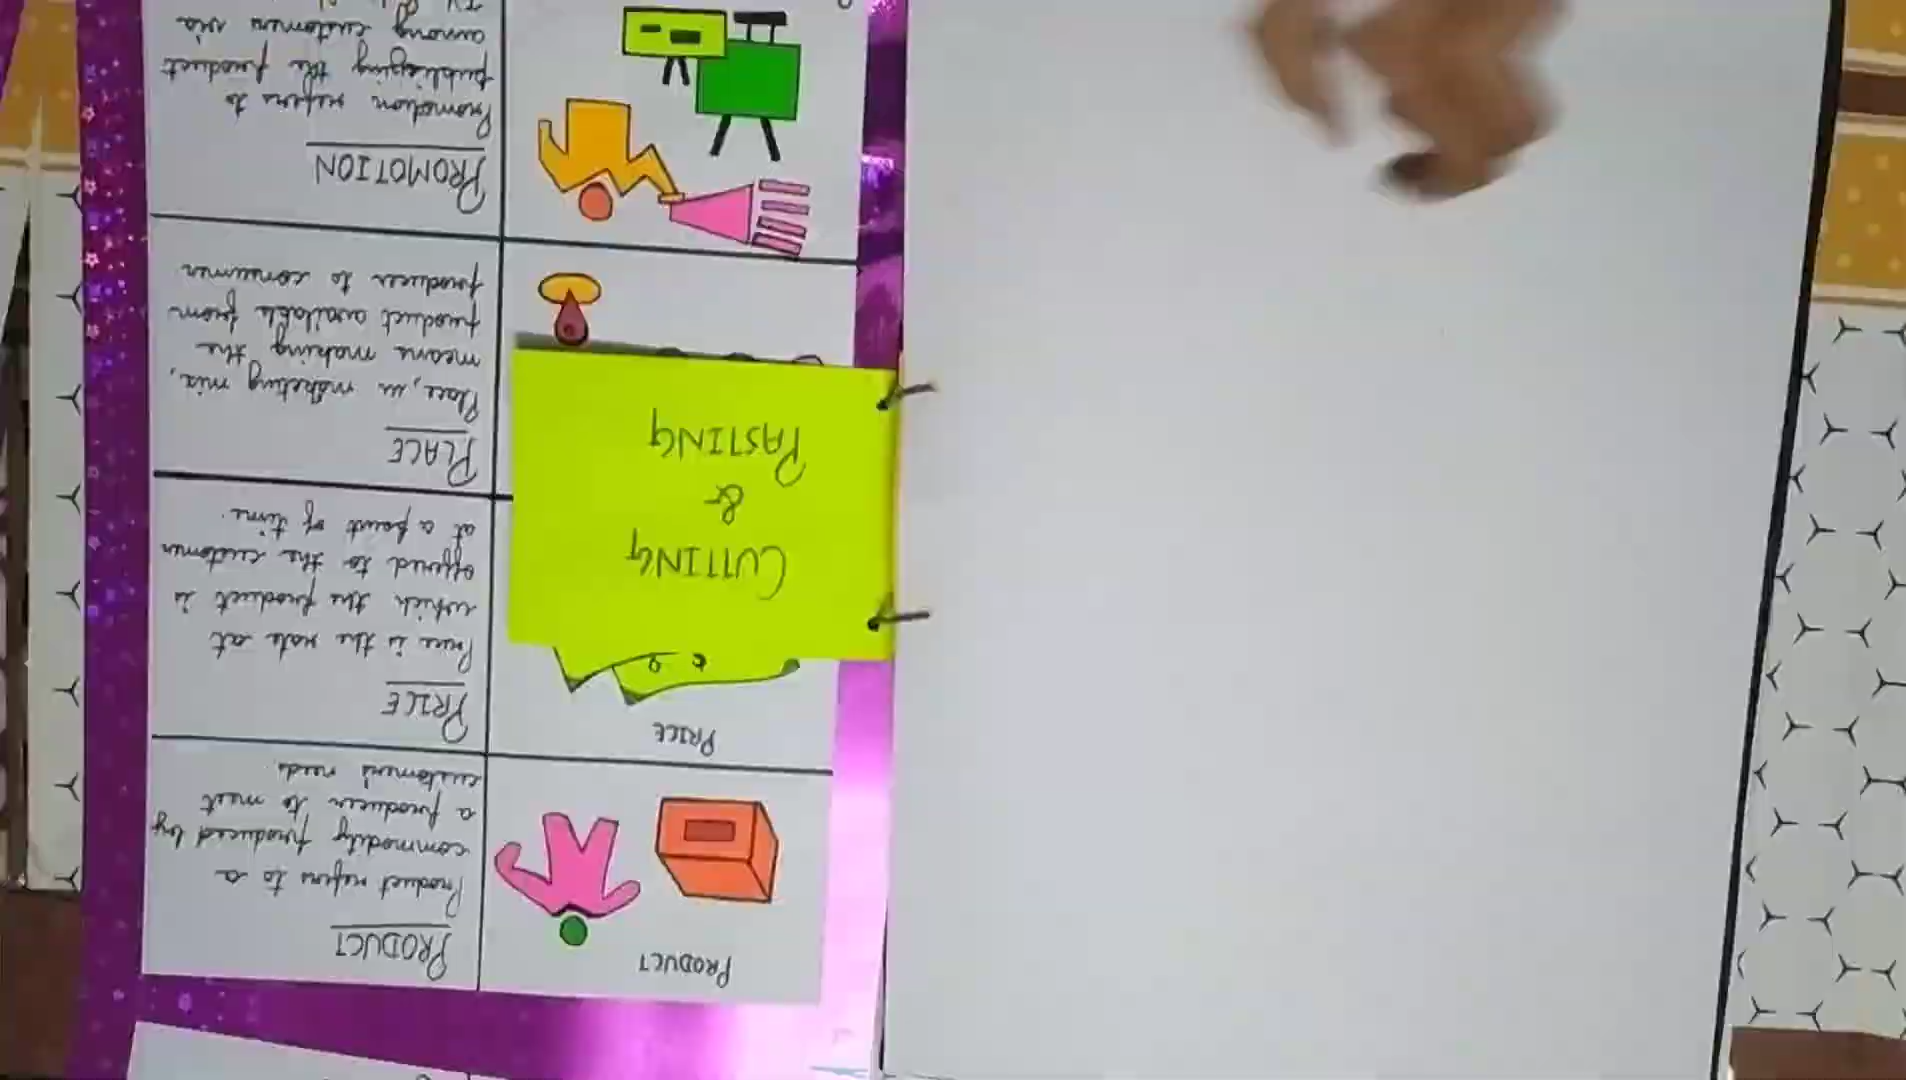 PRODUCT
PRODUCT
Product refers to a
commodity produced by
a producer to meet
customers needs.
PRICE
PRICE
Price is the rate at
which the product is
offered to the customer
at a point of time.
CUTTING
&
PASTING
PLACE
Place, in marketing mix,
means making the
product available from
producer to consumer
PROMOTION
Promotion refers to
publicizing the product
among customer via